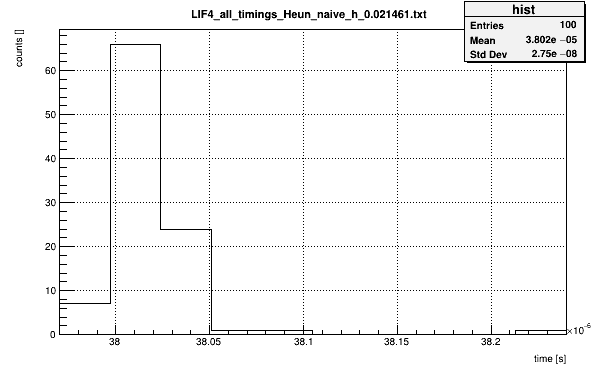 LIF4_all_timings_Heun_naive_h_0.021461.txt
hist
Entries 100
Mean 3.802e −05
Std Dev 2.75e −08
counts []
60
50
40
30
20
10
0
38 38.05 38.1 38.15 38.2
×10⁻⁶
time [s]